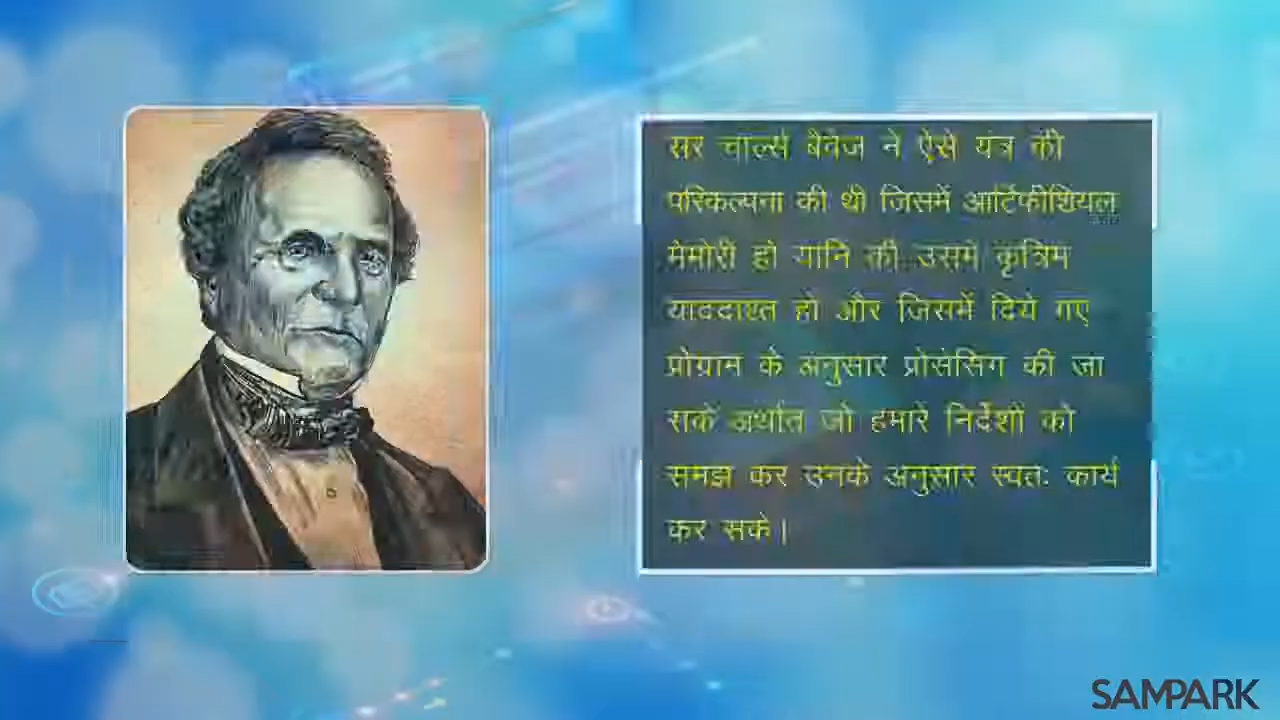 सर चार्ल्स बैवेज ने ऐसे यंत्र की
परिकल्पना की थी जिसमें आर्टिफीशियल
मेमोरी हो यानि की उसमें कृत्रिम
याददाश्त हो और जिसमें दिये गए
प्रोग्राम के अनुसार प्रोसेसिंग की जा
सके अर्थात जो हमारे निर्देशों को
समझ कर उनके अनुसार स्वतः कार्य
कर सके।
SAMPARK